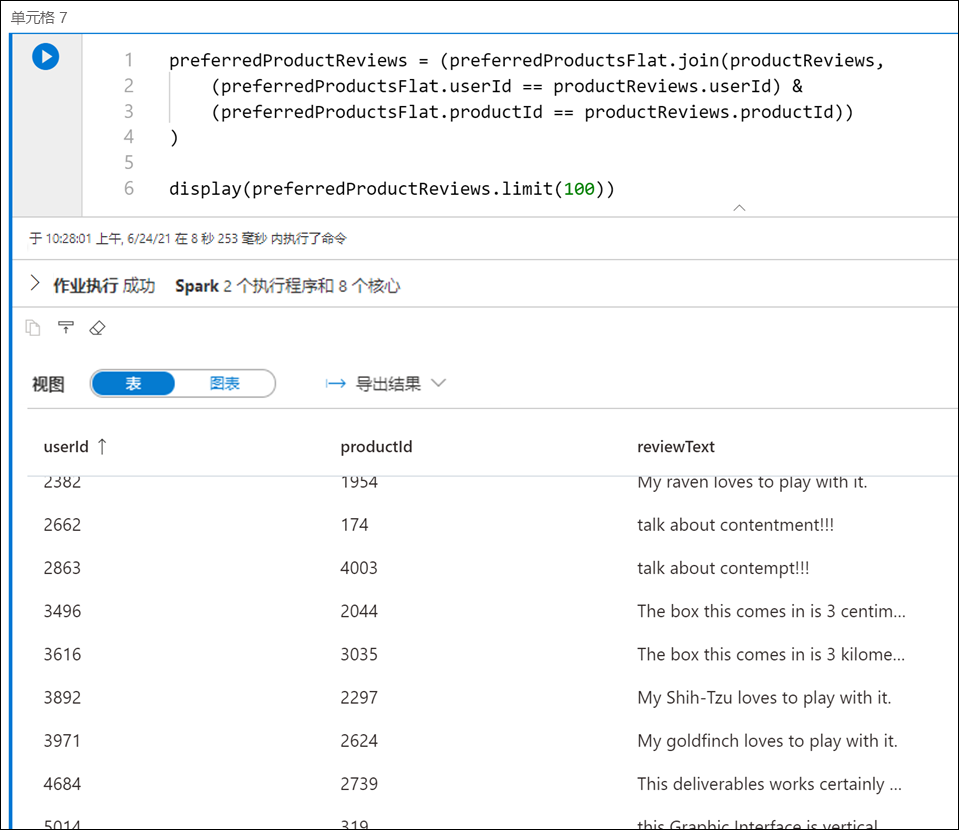 单元格 7
1 preferredProductReviews = (preferredProductsFlat.join(productReviews,
2 (preferredProductsFlat.userId == productReviews.userId) &
3 (preferredProductsFlat.productId == productReviews.productId))
4 )
5
6 display(preferredProductReviews.limit(100))
于 10:28:01 上午, 6/24/21 在 8 秒 253 毫秒 内执行了命令
作业执行 成功 Spark 2 个执行程序和 8 个核心
视图 表 图表 导出结果
userId productId reviewText
2382 1954 My raven loves to play with it.
2662 174 talk about contentment!!!
2863 4003 talk about contempt!!!
3496 2044 The box this comes in is 3 centim...
3616 3035 The box this comes in is 3 kilome...
3892 2297 My Shih-Tzu loves to play with it.
3971 2624 My goldfinch loves to play with it.
4684 2739 This deliverables works certainly ...
5014 319 this Graphic Interface is vertical